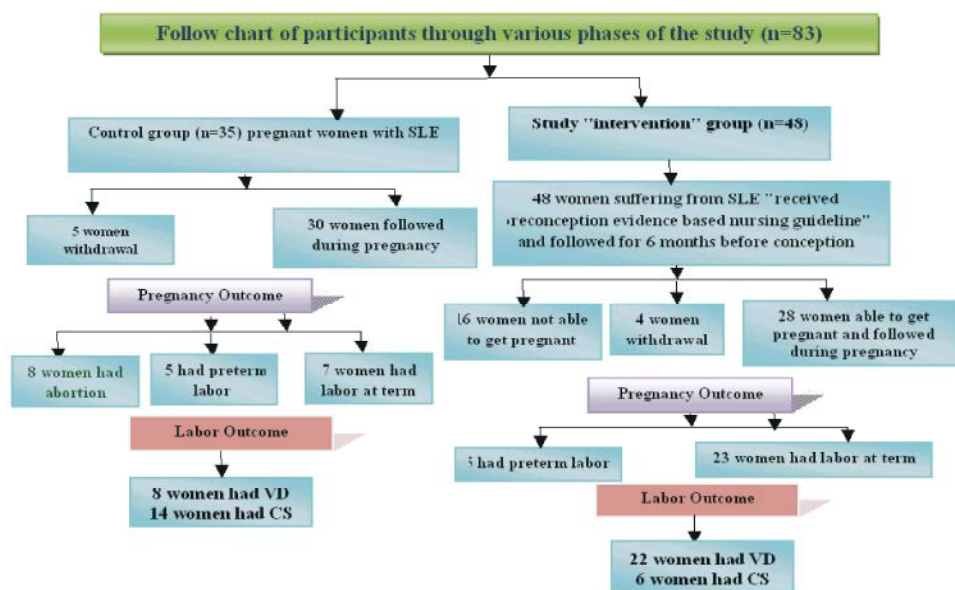 Follow chart of participants through various phases of the study (n=83)
Control group (n=35) pregnant women with SLE
Study "intervention" group (n=48)
5 women
withdrawal
30 women followed
during pregnancy
48 women suffering from SLE "received
preconception evidence based nursing guideline"
and followed for 6 months before conception
Pregnancy Outcome
16 women not able
to get pregnant
4 women
withdrawal
28 women able to get
pregnant and followed
during pregnancy
8 women had
abortion
5 had preterm
labor
7 women had
labor at term
Pregnancy Outcome
Labor Outcome
5 had preterm labor
23 women had labor at term
8 women had VD
14 women had CS
Labor Outcome
22 women had VD
6 women had CS